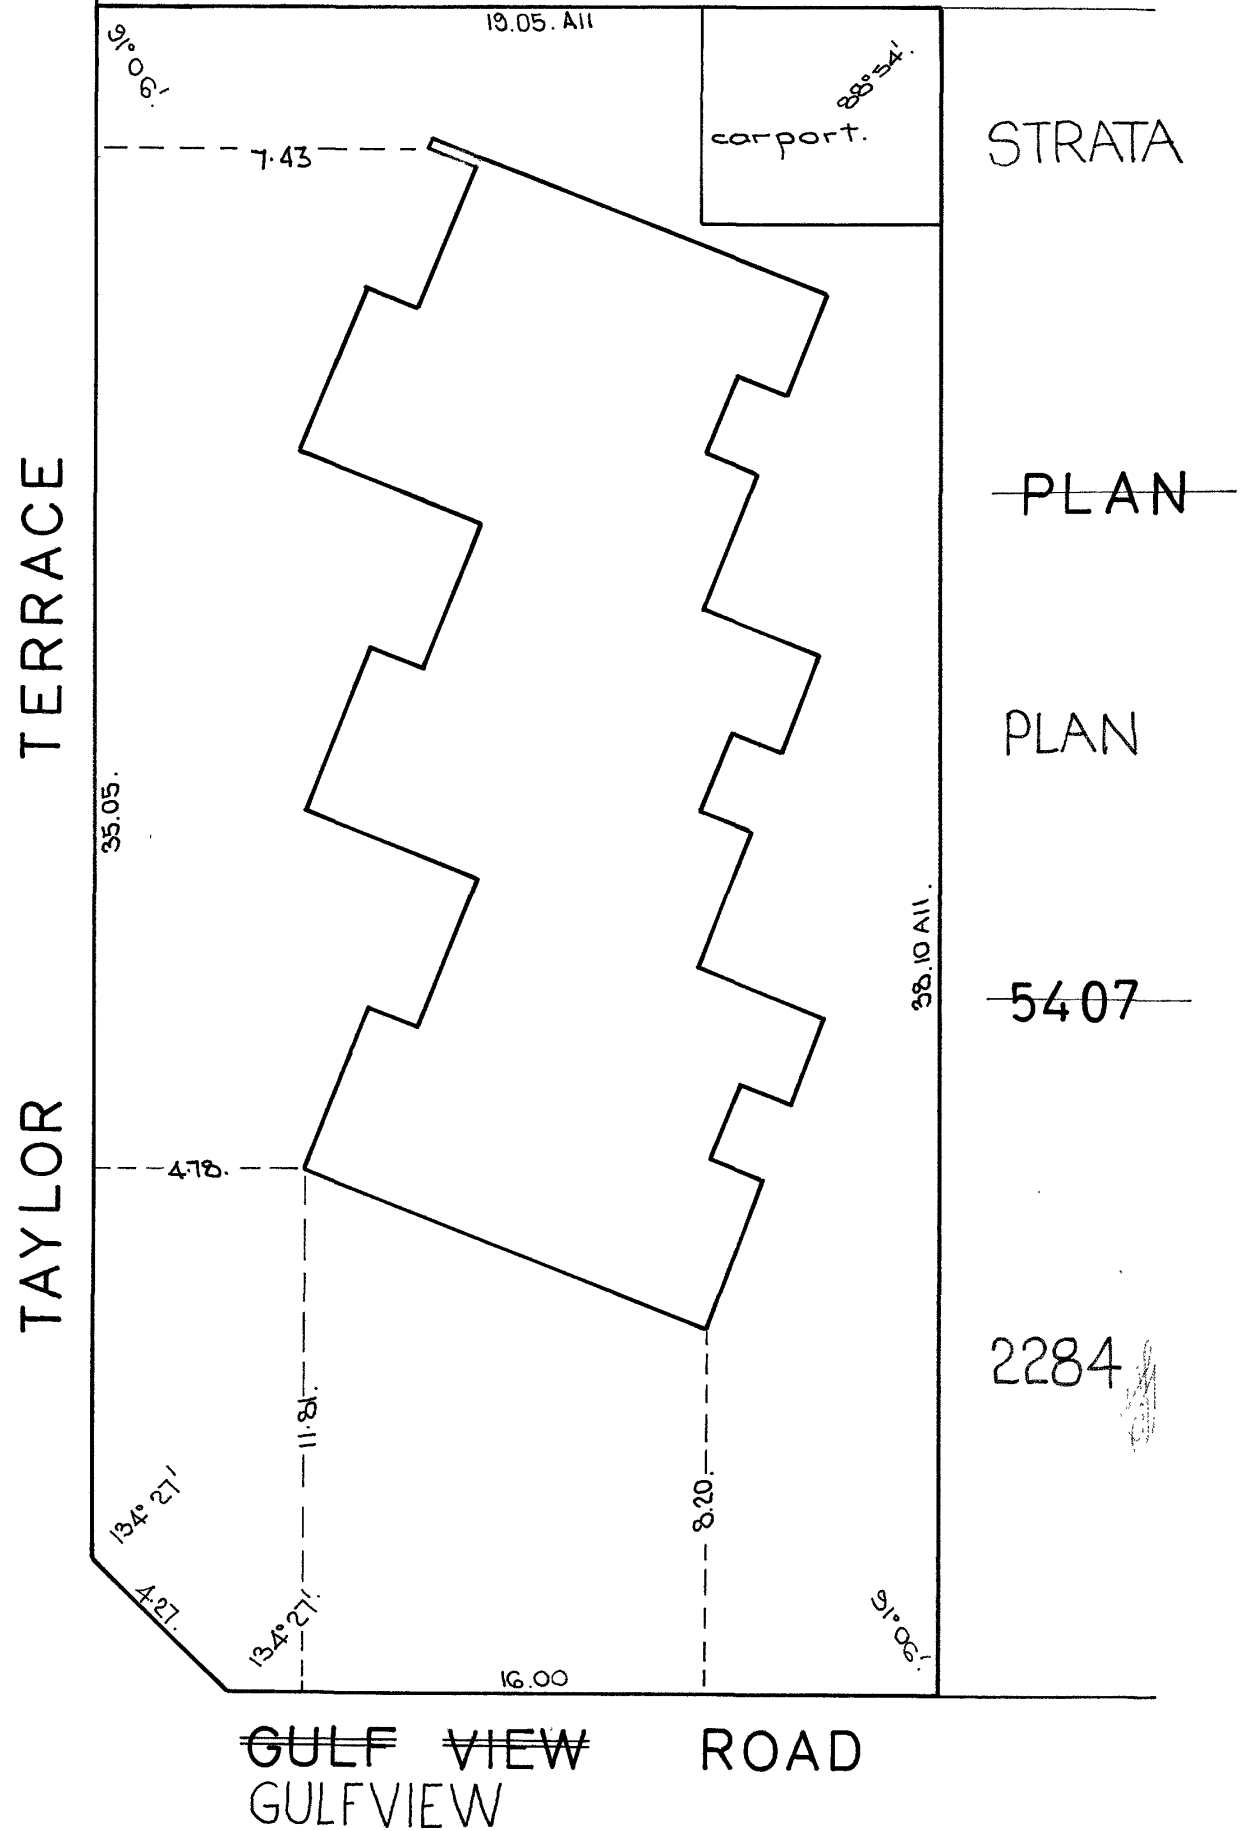 19.05. All
91°06'.
88°54'.
carport.
7.43
STRATA
PLAN
PLAN
TERRACE
35.05.
38.10 All.
5407
TAYLOR
4.78.
11.81.
8.20.
2284
134°27'
4.27.
134°27'.
16.00
91°06'.
GULF VIEW ROAD
GULFVIEW